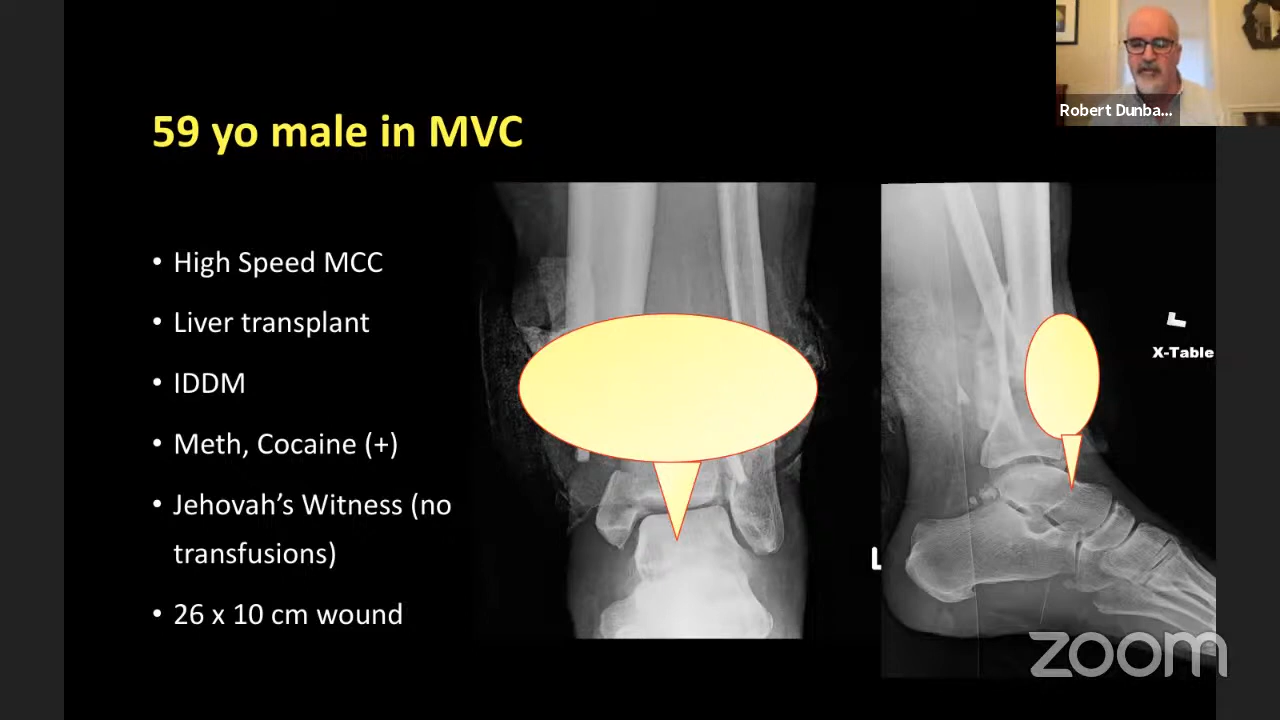 Robert Dunba...
59 yo male in MVC
• High Speed MCC
• Liver transplant
• IDDM
• Meth, Cocaine (+)
• Jehovah's Witness (no
transfusions)
• 26 x 10 cm wound
X-Table
L
zoom